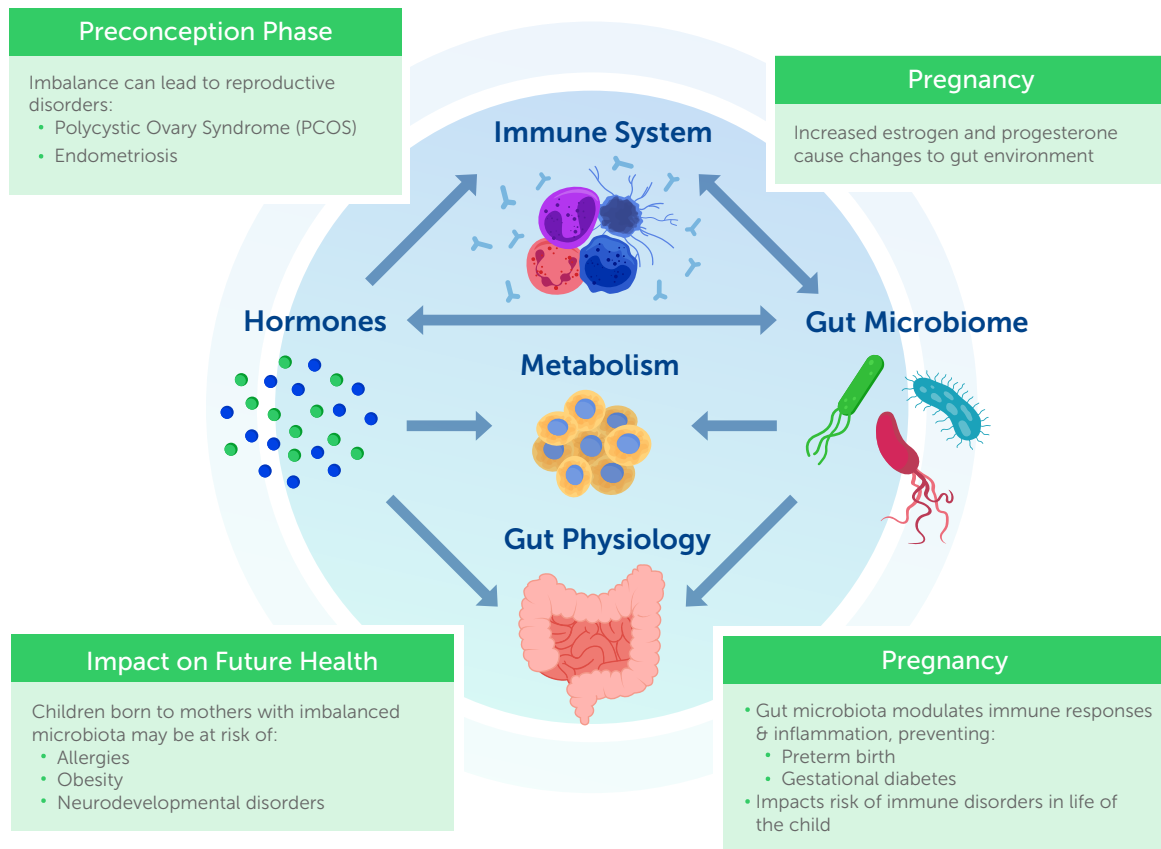 Preconception Phase
Imbalance can lead to reproductive
disorders:
• Polycystic Ovary Syndrome (PCOS)
• Endometriosis
Pregnancy
Increased estrogen and progesterone
cause changes to gut environment
Immune System
Hormones
Gut Microbiome
Metabolism
Gut Physiology
Impact on Future Health
Children born to mothers with imbalanced
microbiota may be at risk of:
• Allergies
• Obesity
• Neurodevelopmental disorders
Pregnancy
• Gut microbiota modulates immune responses
& inflammation, preventing:
• Preterm birth
• Gestational diabetes
• Impacts risk of immune disorders in life of
the child